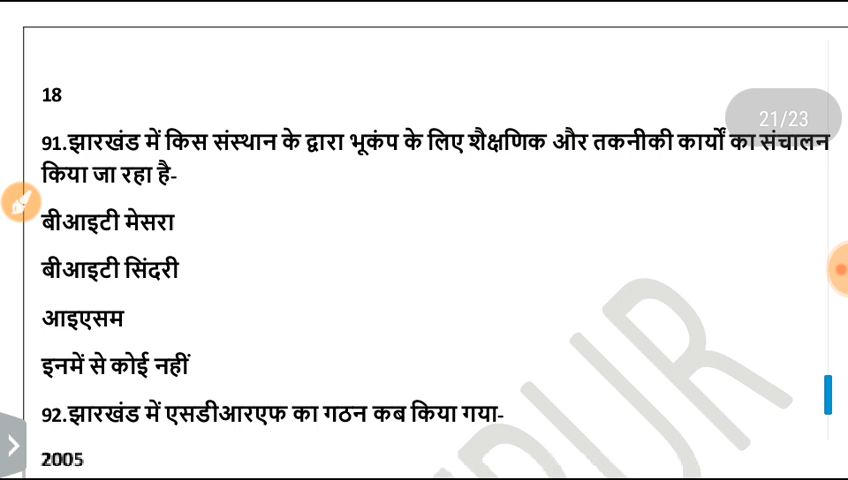 18
21/23
91.झारखंड में किस संस्थान के द्वारा भूकंप के लिए शैक्षणिक और तकनीकी कार्यों का संचालन
किया जा रहा है-
बीआइटी मेसरा
बीआइटी सिंदरी
आइएसम
इनमें से कोई नहीं
92.झारखंड में एसडीआरएफ का गठन कब किया गया-
2005